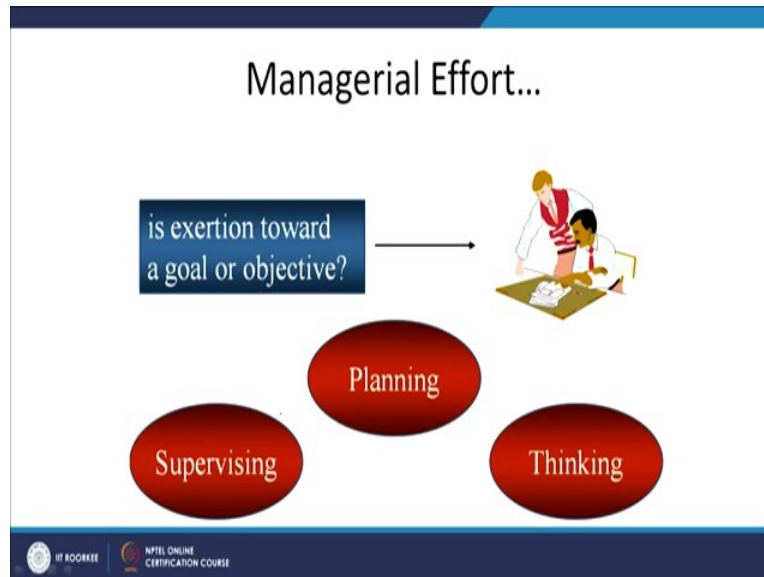 Managerial Effort...
is exertion toward
a goal or objective?
Planning
Supervising
Thinking
IIT ROORKEE
NPTEL ONLINE
CERTIFICATION COURSE